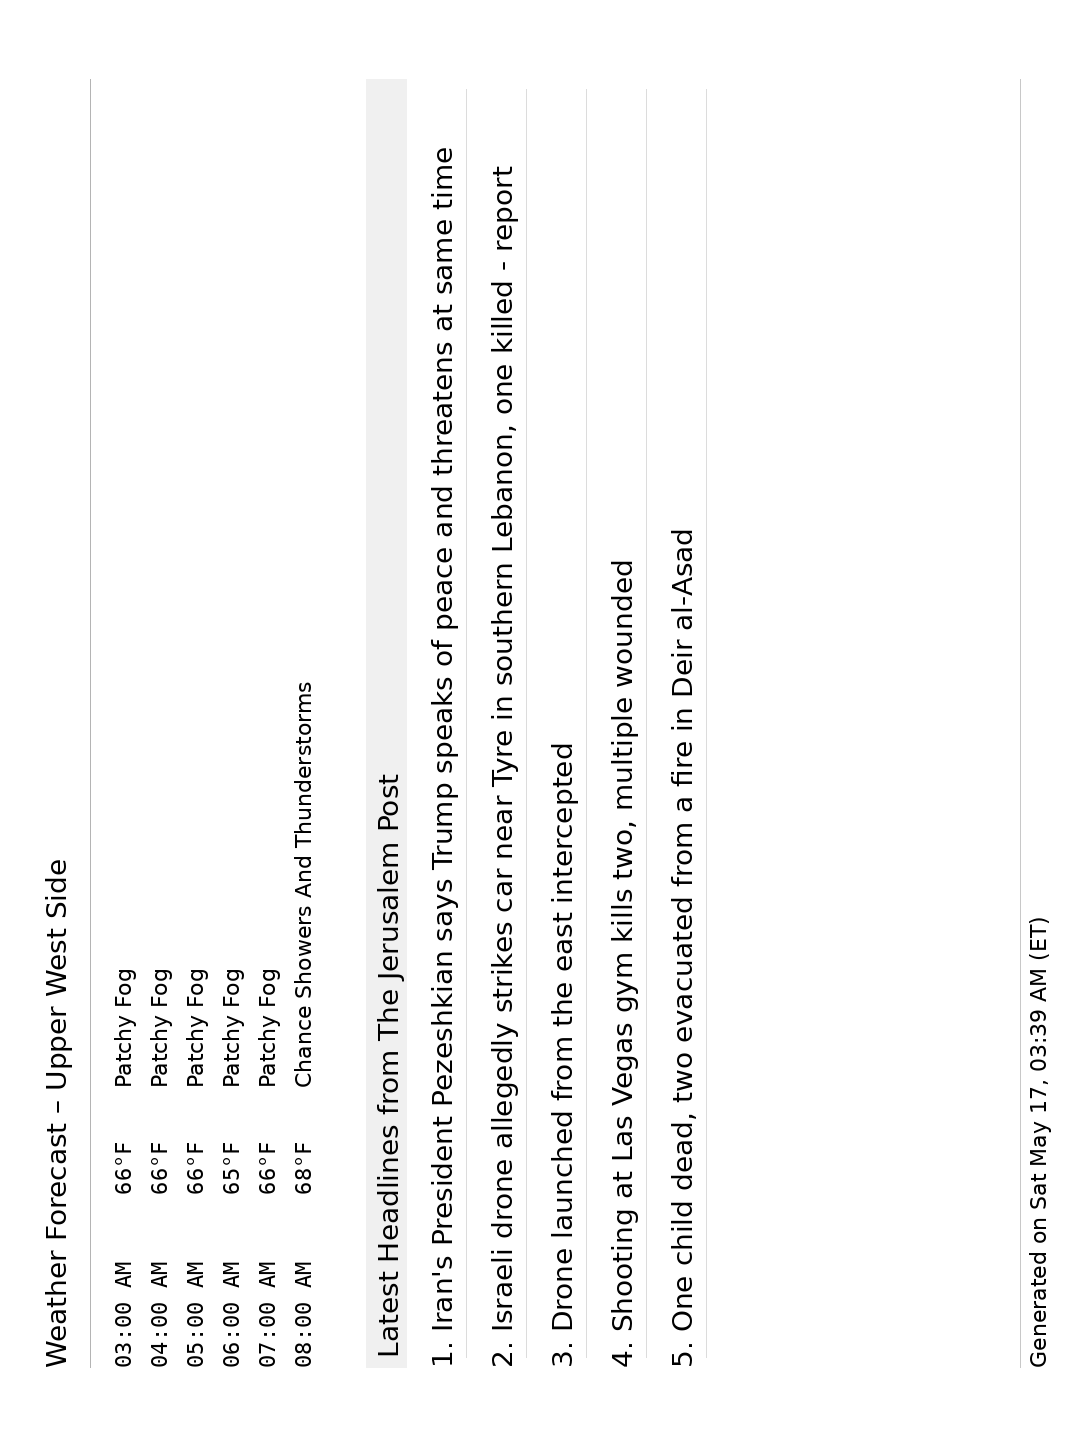 Weather Forecast – Upper West Side
03:00 AM 66°F Patchy Fog
04:00 AM 66°F Patchy Fog
05:00 AM 66°F Patchy Fog
06:00 AM 65°F Patchy Fog
07:00 AM 66°F Patchy Fog
08:00 AM 68°F Chance Showers And Thunderstorms
Latest Headlines from The Jerusalem Post
1. Iran's President Pezeshkian says Trump speaks of peace and threatens at same time
2. Israeli drone allegedly strikes car near Tyre in southern Lebanon, one killed - report
3. Drone launched from the east intercepted
4. Shooting at Las Vegas gym kills two, multiple wounded
5. One child dead, two evacuated from a fire in Deir al-Asad
Generated on Sat May 17, 03:39 AM (ET)